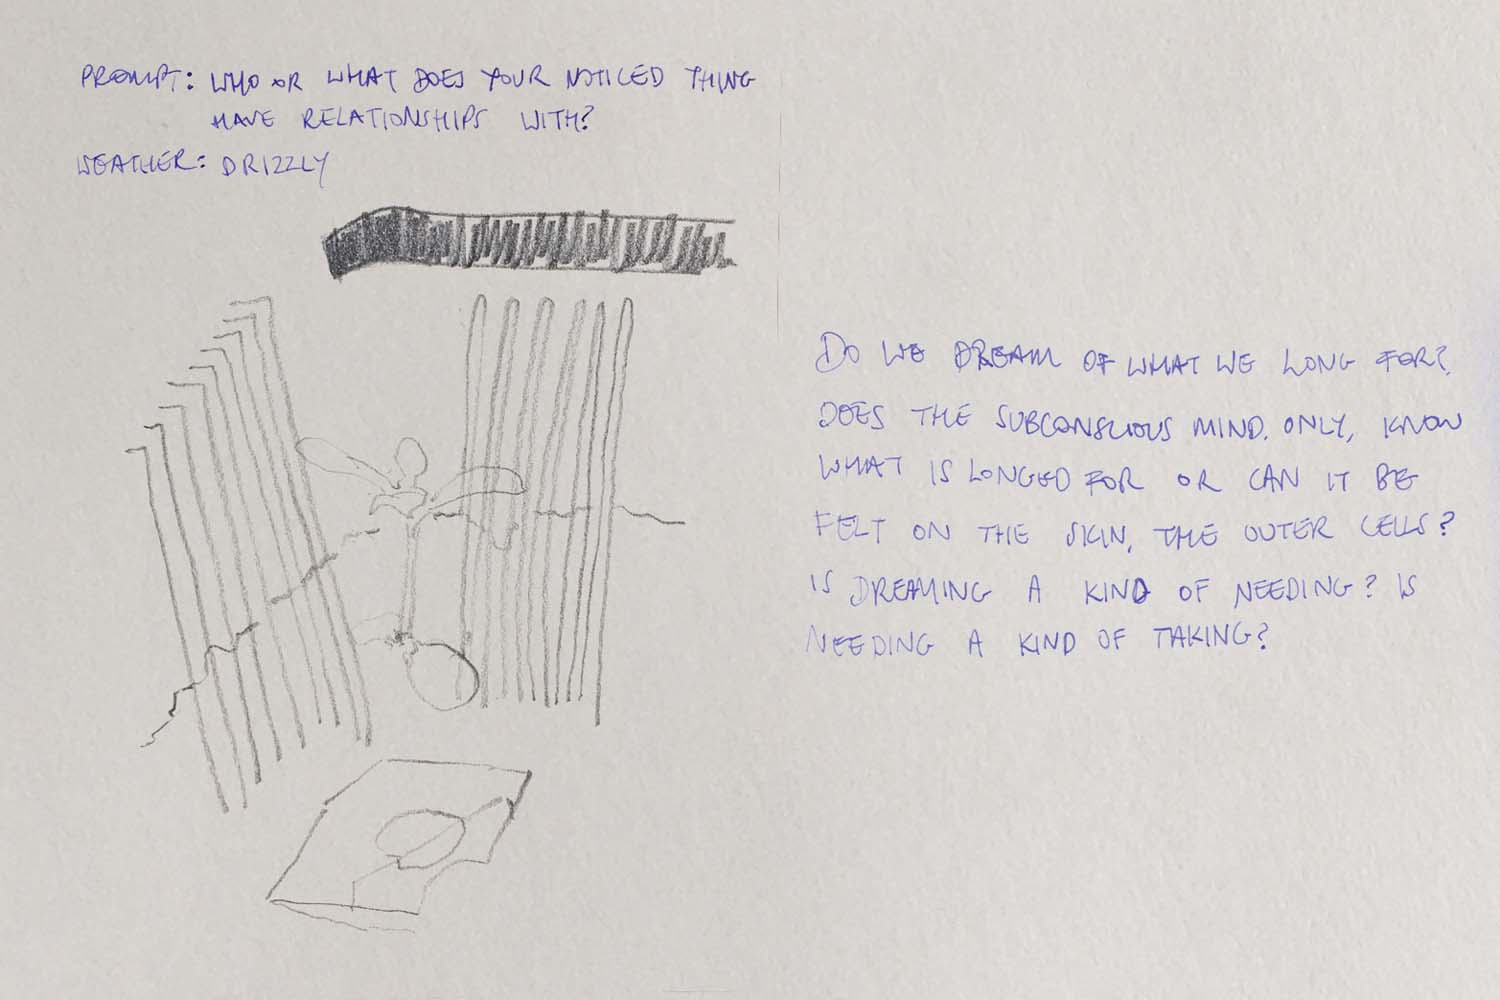 PROMPT: WHO OR WHAT DOES YOUR NOTICED THING
HAVE RELATIONSHIPS WITH?
WEATHER: DRIZZLY
DO WE DREAM OF WHAT WE LONG FOR?
DOES THE SUBCONSCIOUS MIND, ONLY, KNOW
WHAT IS LONGED FOR OR CAN IT BE
FELT ON THE SKIN, THE OUTER CELLS?
IS DREAMING A KIND OF NEEDING? IS
NEEDING A KIND OF TAKING?